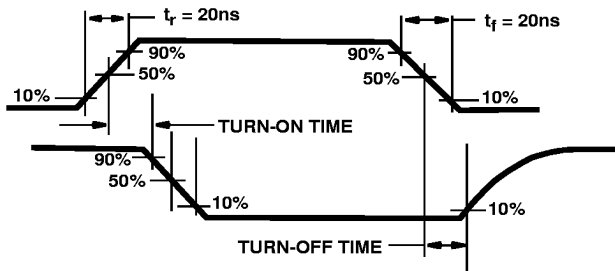 tr = 20ns
tf = 20ns
90%
90%
50%
50%
10%
10%
TURN-ON TIME
90%
50%
10%
10%
TURN-OFF TIME